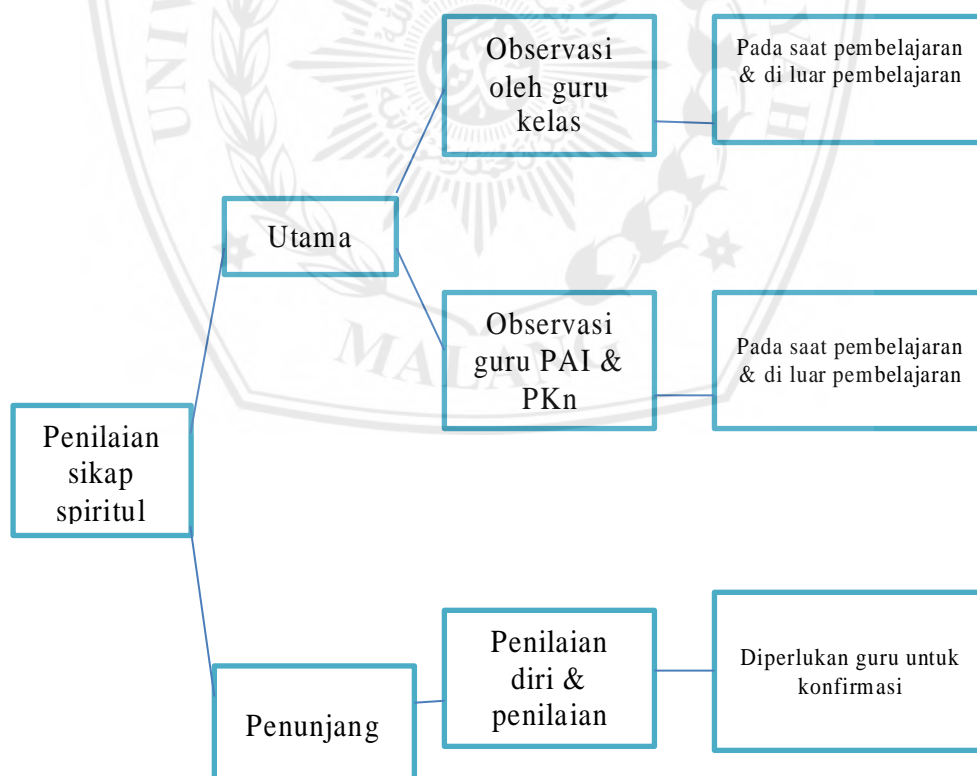 Observasi
oleh guru
kelas
Pada saat pembelajaran
& di luar pembelajaran
Utama
Observasi
guru PAI &
PKn
Pada saat pembelajaran
& di luar pembelajaran
Penilaian
sikap
spiritul
Penilaian
diri &
penilaian
Diperlukan guru untuk
konfirmasi
Penunjang
MALANG